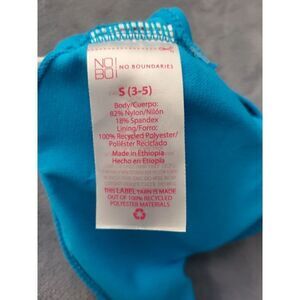 NO
BO
NO BOUNDARIES
S (3-5)
Body/Cuerpo:
82% Nylon/Nilón
18% Spandex
Lining/Forro:
100% Recycled Polyester/
Poliéster Reciclado
Made in Ethiopia
Hecho en Etiopía
THIS LABEL YARN IS MADE
OUT OF 100% RECYCLED
POLYESTER MATERIALS